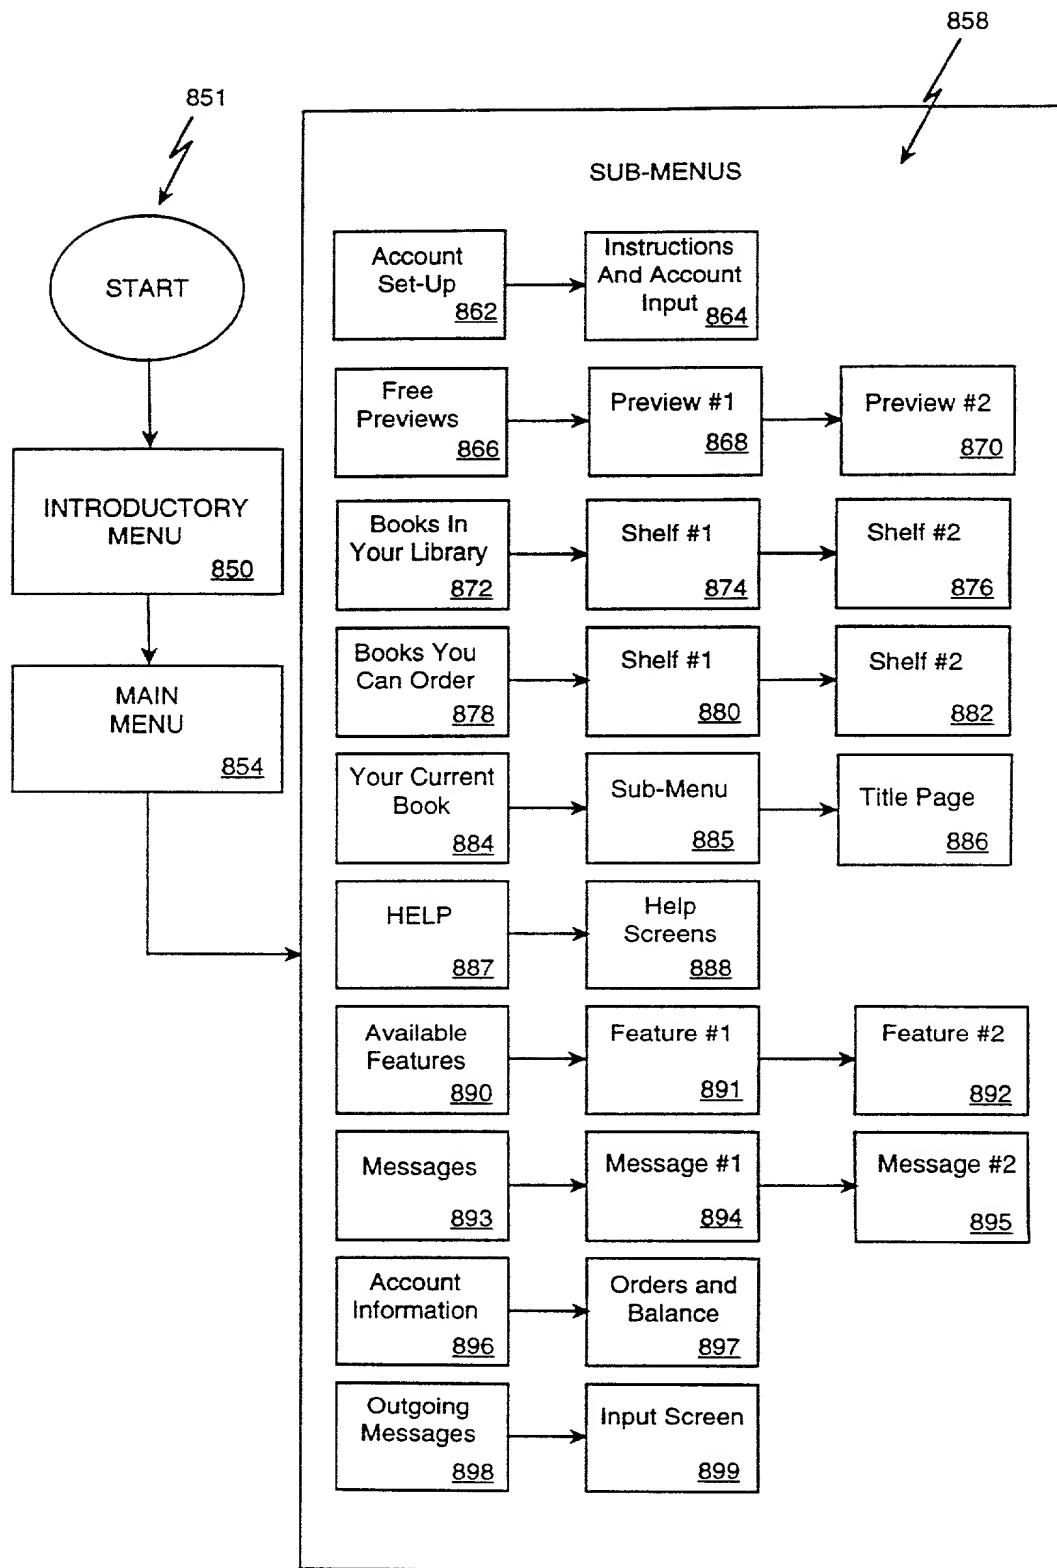 858
851
SUB-MENUS
START
INTRODUCTORY
MENU
850
MAIN
MENU
854
Account
Set-Up
862
Instructions
And Account
Input
864
Free
Previews
866
Preview #1
868
Preview #2
870
Books In
Your Library
872
Shelf #1
874
Shelf #2
876
Books You
Can Order
878
Shelf #1
880
Shelf #2
882
Your Current
Book
884
Sub-Menu
885
Title Page
886
HELP
887
Help
Screens
888
Available
Features
890
Feature #1
891
Feature #2
892
Messages
893
Message #1
894
Message #2
895
Account
Information
896
Orders and
Balance
897
Outgoing
Messages
898
Input Screen
899